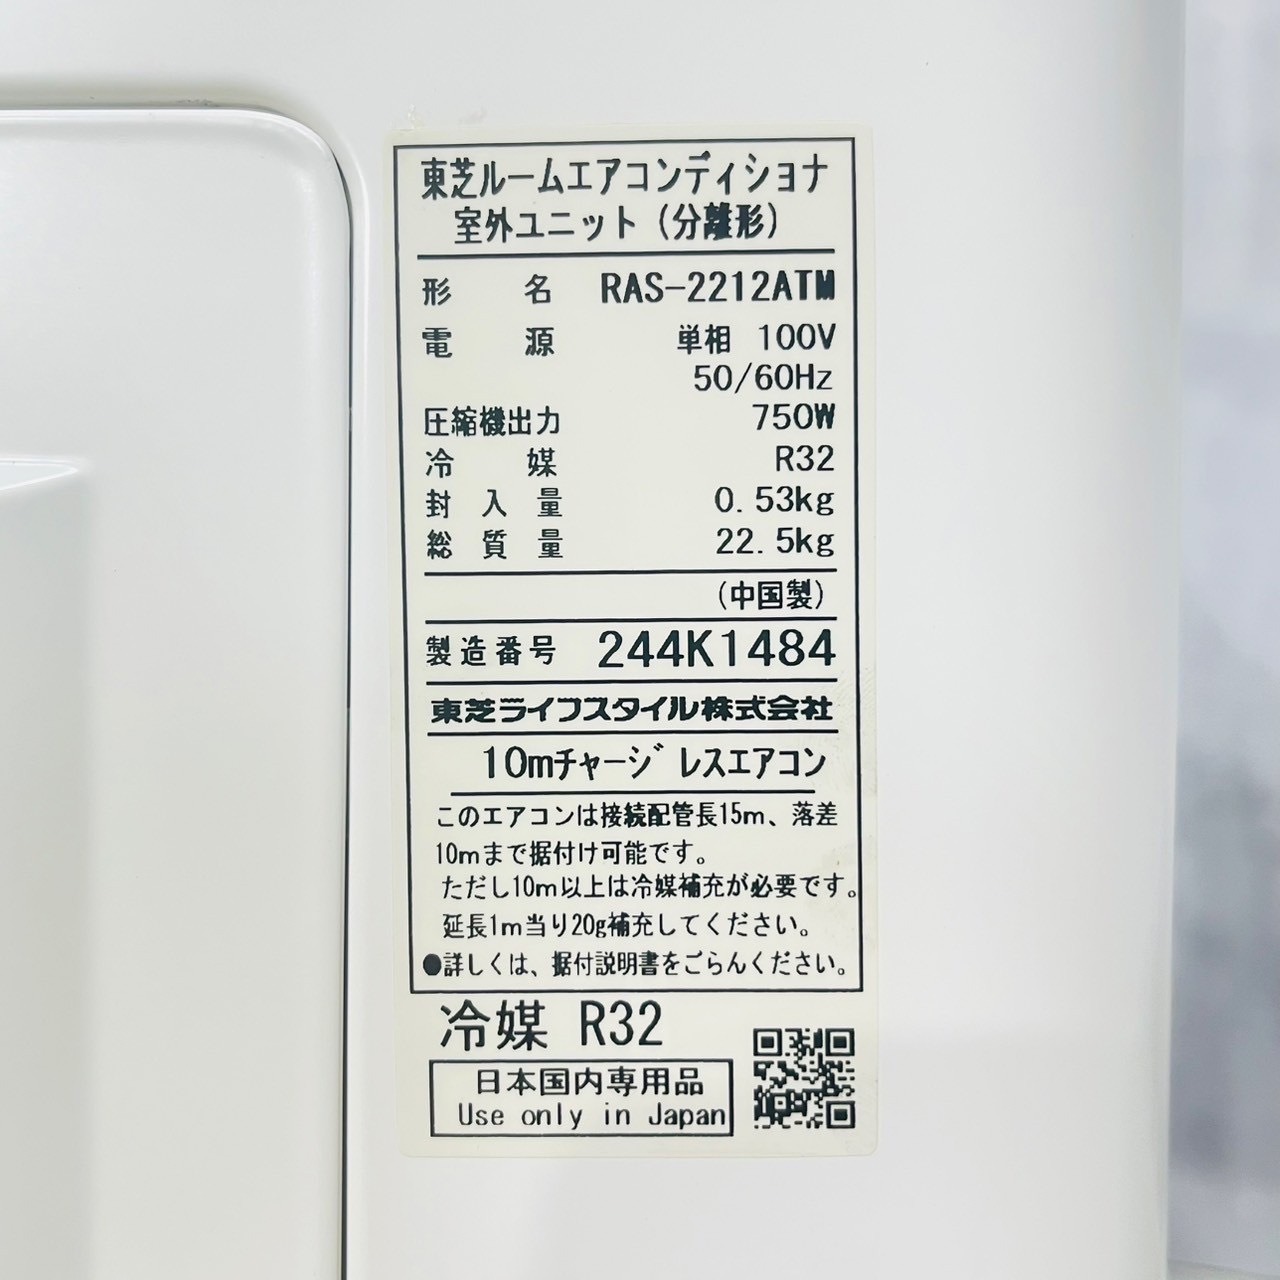 東芝ルームエアコンディショナ
室外ユニット(分離形)
形名 RAS-2212ATM
電源 単相 100V
50/60Hz
圧縮機出力 750W
冷媒 R32
封入量 0.53kg
総質量 22.5kg
(中国製)
製造番号 244K1484
東芝ライフスタイル株式会社
10mチャージレスエアコン
このエアコンは接続配管長15m、落差
10mまで据付け可能です。
ただし10m以上は冷媒補充が必要です。
延長1m当り20g補充してください。
●詳しくは、据付説明書をごらんください。
冷媒 R32
日本国内専用品
Use only in Japan